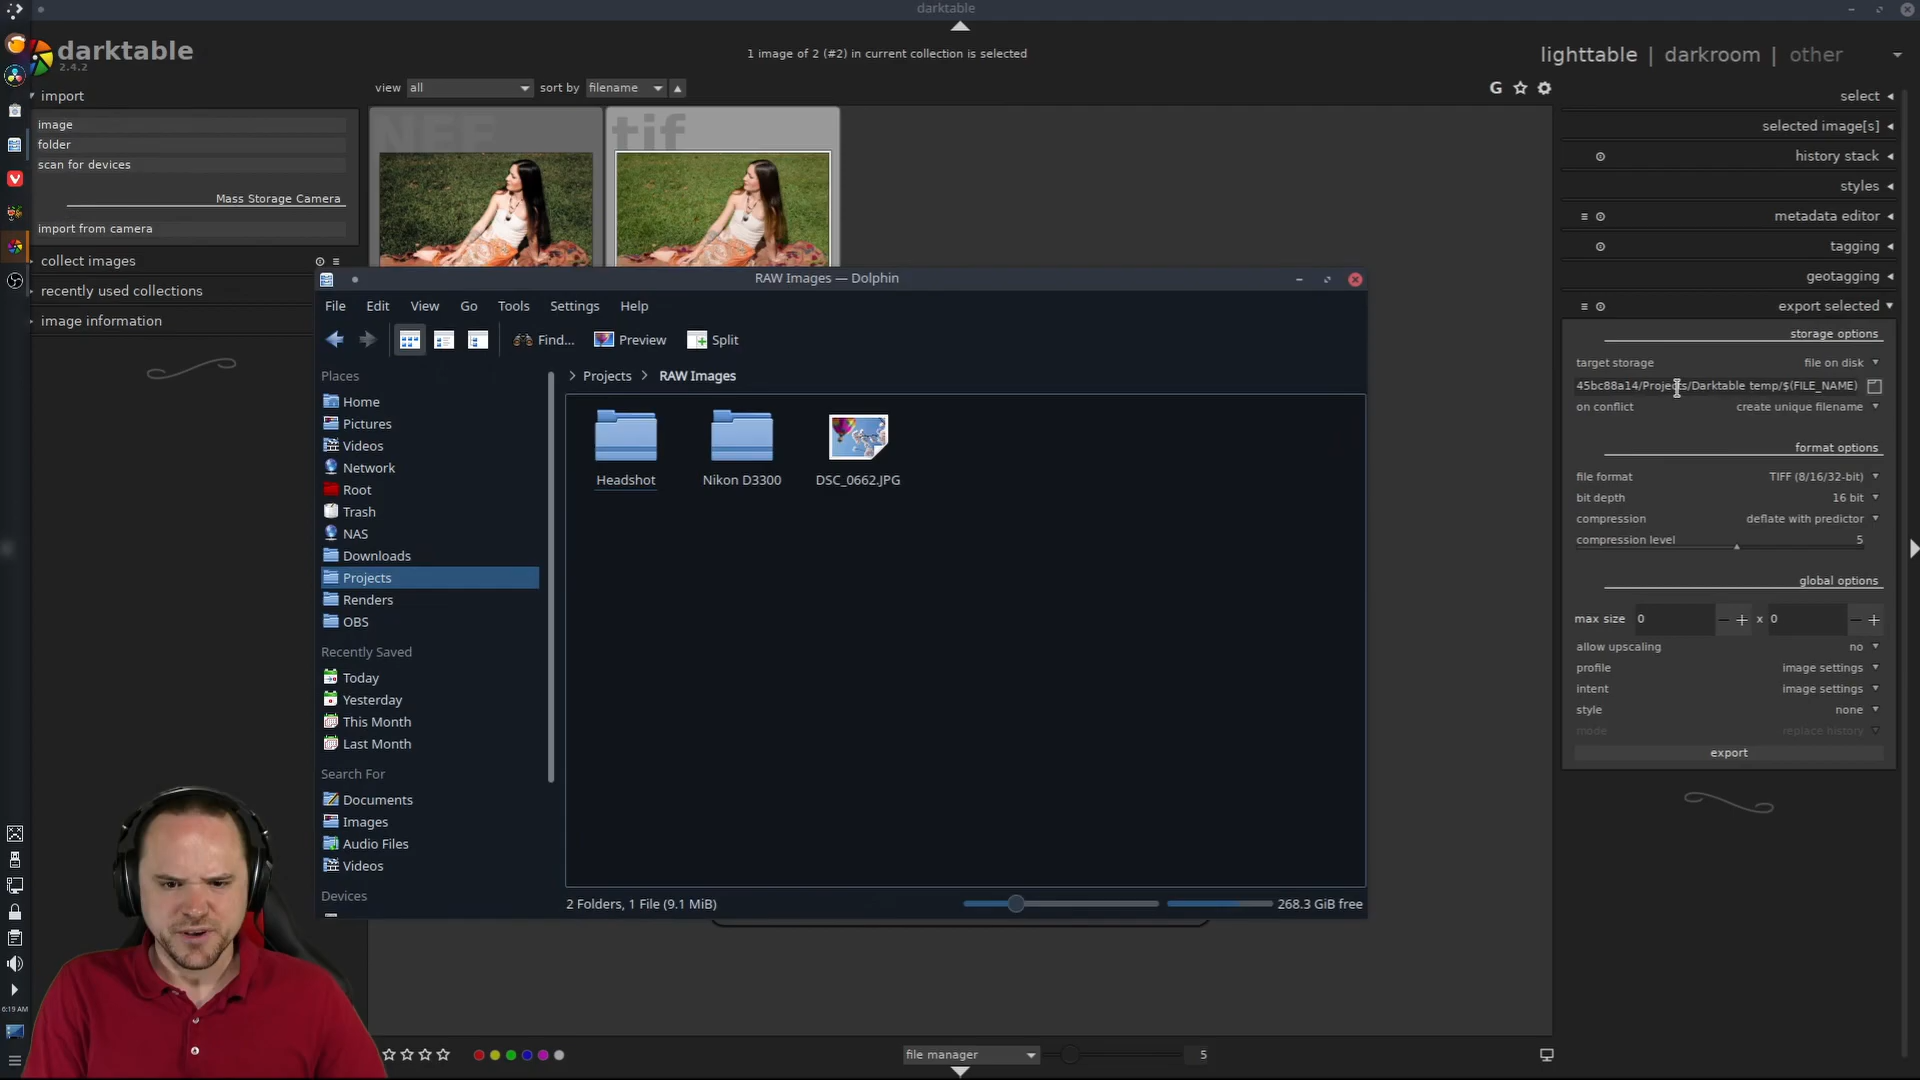 darktable
darktable
2.4.2
1 image of 2 (#2) in current collection is selected
lighttable | darkroom | other
view all sort by filename
G
import
image
folder
scan for devices
Mass Storage Camera
import from camera
collect images
recently used collections
image information
NEF
tif
select
selected image[s]
history stack
styles
metadata editor
tagging
geotagging
export selected
storage options
target storage file on disk
45bc88a14/Projects/Darktable temp/$(FILE_NAME)
on conflict create unique filename
format options
file format TIFF (8/16/32-bit)
bit depth 16 bit
compression deflate with predictor
compression level 5
global options
max size 0 − + x 0 − +
allow upscaling no
profile image settings
intent image settings
style none
mode replace history
export
RAW Images — Dolphin
File Edit View Go Tools Settings Help
Find... Preview Split
Places
Home
Pictures
Videos
Network
Root
Trash
NAS
Downloads
Projects
Renders
OBS
Recently Saved
Today
Yesterday
This Month
Last Month
Search For
Documents
Images
Audio Files
Videos
Devices
Projects > RAW Images
Headshot
Nikon D3300
DSC_0662.JPG
2 Folders, 1 File (9.1 MiB)
268.3 GiB free
6:19 AM
file manager
5